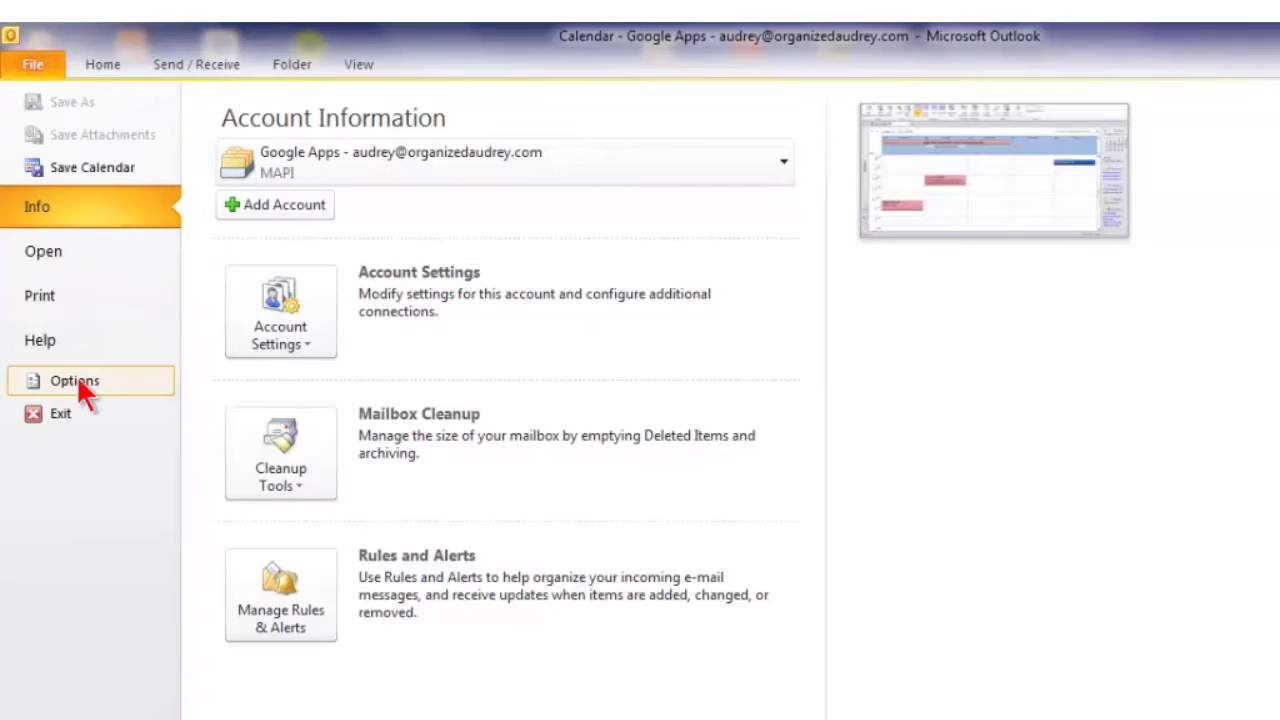 Calendar - Google Apps - audrey@organizedaudrey.com - Microsoft Outlook
File Home Send / Receive Folder View
Save As
Save Attachments
Save Calendar
Info
Open
Print
Help
Options
Exit
Account Information
Google Apps - audrey@organizedaudrey.com
MAPI
Add Account
Account
Settings
Account Settings
Modify settings for this account and configure additional
connections.
Cleanup
Tools
Mailbox Cleanup
Manage the size of your mailbox by emptying Deleted Items and
archiving.
Manage Rules
& Alerts
Rules and Alerts
Use Rules and Alerts to help organize your incoming e-mail
messages, and receive updates when items are added, changed, or
removed.